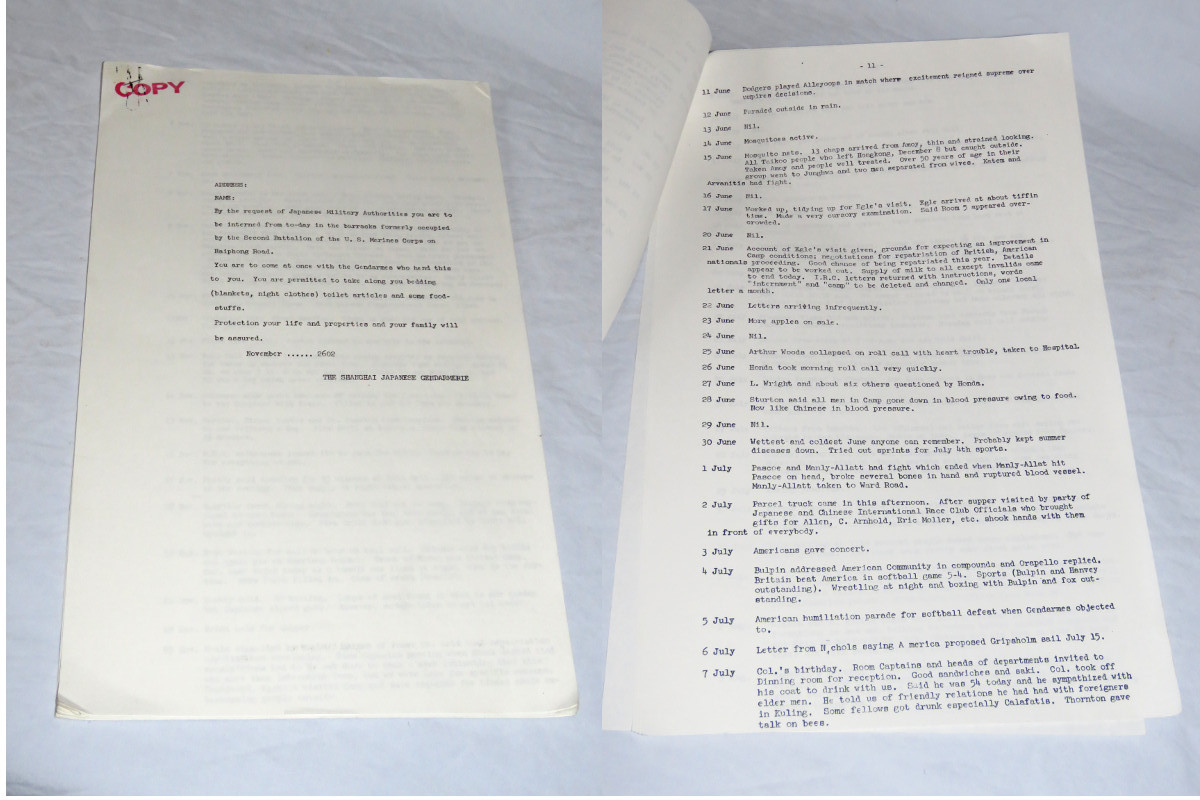 COPY
ADDRESS:
NAME:
By the request of Japanese Military Authorities you are to
be interned from to-day in the barracks formerly occupied
by the Second Battalion of the U. S. Marines Corps on
Haiphong Road.
You are to come at once with the Gendarmes who hand this
to you. You are permitted to take along you bedding
(blankets, night clothes) toilet articles and some food-
stuffs.
Protection your life and properties and your family will
be assured.
November ...... 2602
THE SHANGHAI JAPANESE GENDARMERIE
- 11 -
11 June Dodgers played Alleyoops in match where excitement reigned supreme over
umpires decisions.
12 June Paraded outside in rain.
13 June Nil.
14 June Mosquitoes active.
15 June Mosquito nets. 13 chaps arrived from Amoy, thin and strained looking.
All Taikoo people who left Hongkong, December 8 but caught outside.
Taken Amoy and people well treated. Over 50 years of age in their
group went to Junghwa and two men separated from wives. Katem and
Arvanitis had fight.
16 June Nil.
17 June Worked up, tidying up for Egle's visit. Egle arrived at about tiffin
time. Made a very cursory examination. Said Room 5 appeared over-
crowded.
20 June Nil.
21 June Account of Egle's visit given, grounds for expecting an improvement in
Camp conditions; negotiations for repatriation of British, American
nationals proceeding. Good chance of being repatriated this year. Details
appear to be worked out. Supply of milk to all except invalids came
to end today. I.R.C. letters returned with instructions, words
"internment" and "camp" to be deleted and changed. Only one local
letter a month.
22 June Letters arriving infrequently.
23 June More apples on sale.
24 June Nil.
25 June Arthur Woods collapsed on roll call with heart trouble, taken to Hospital.
26 June Honda took morning roll call very quickly.
27 June L. Wright and about six others questioned by Honda.
28 June Sturton said all men in Camp gone down in blood pressure owing to food.
Now like Chinese in blood pressure.
29 June Nil.
30 June Wettest and coldest June anyone can remember. Probably kept summer
diseases down. Tried out sprints for July 4th sports.
1 July Pascoe and Manly-Allatt had fight which ended when Manly-Allat hit
Pascoe on head, broke several bones in hand and ruptured blood vessel.
Manly-Allatt taken to Ward Road.
2 July Parcel truck came in this afternoon. After supper visited by party of
Japanese and Chinese International Race Club Officials who brought
gifts for Allen, C. Arnhold, Eric Moller, etc. shook hands with them
in front of everybody.
3 July Americans gave concert.
4 July Bulpin addressed American Community in compounds and Grapello replied.
Britain beat America in softball game 5-4. Sports (Bulpin and Hanvey
outstanding). Wrestling at night and boxing with Bulpin and fox out-
standing.
5 July American humiliation parade for softball defeat when Gendarmes objected
to.
6 July Letter from N,chols saying A merica proposed Gripsholm sail July 15.
7 July Col.'s birthday. Room Captains and heads of departments invited to
Dinning room for reception. Good sandwiches and saki. Col. took off
his coat to drink with us. Said he was 54 today and he sympathized with
elder men. He told us of friendly relations he had had with foreigners
in Kuling. Some fellows got drunk especially Calafatis. Thornton gave
talk on bees.